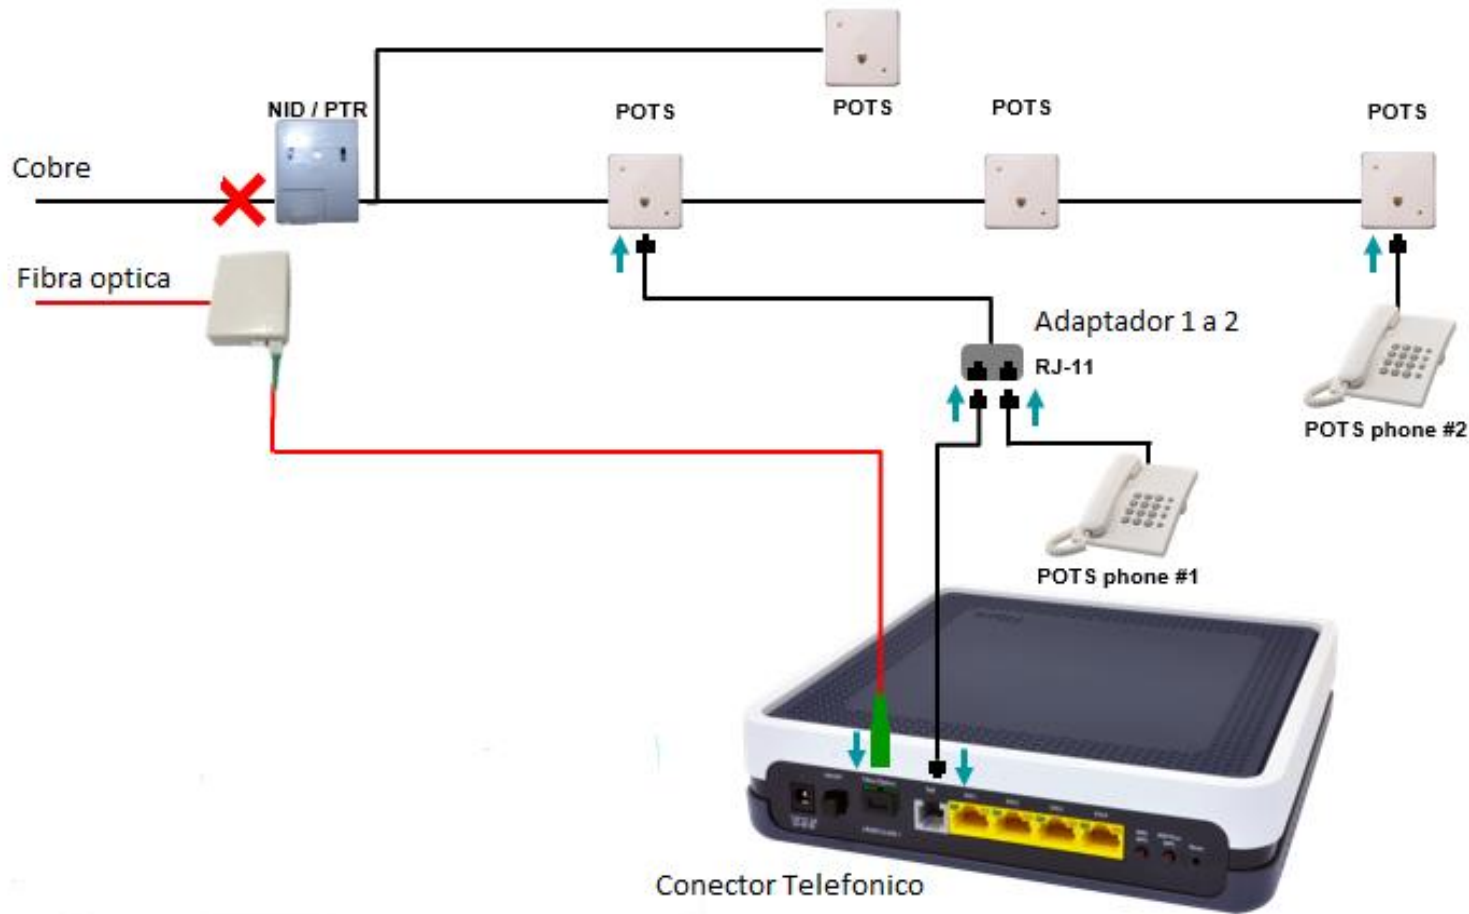 NID / PTR
POTS
POTS
POTS
POTS
Cobre
Fibra optica
Adaptador 1 a 2
RJ-11
POTS phone #2
POTS phone #1
Conector Telefonico